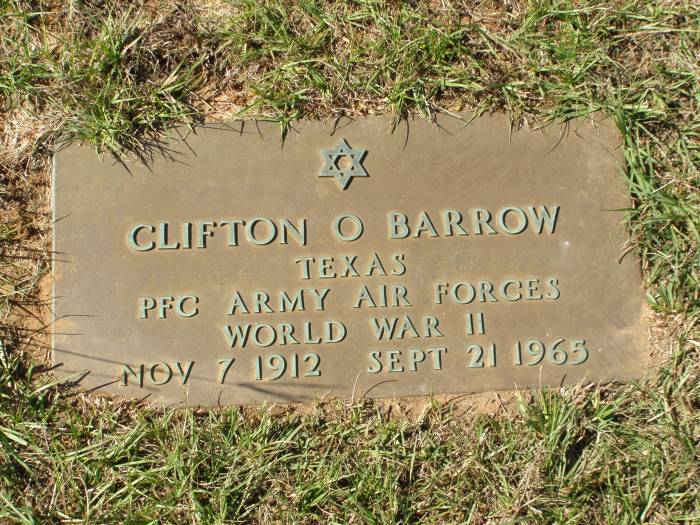 CLIFTON O BARROW
TEXAS
PFC ARMY AIR FORCES
WORLD WAR II
NOV 7 1912 SEPT 21 1965